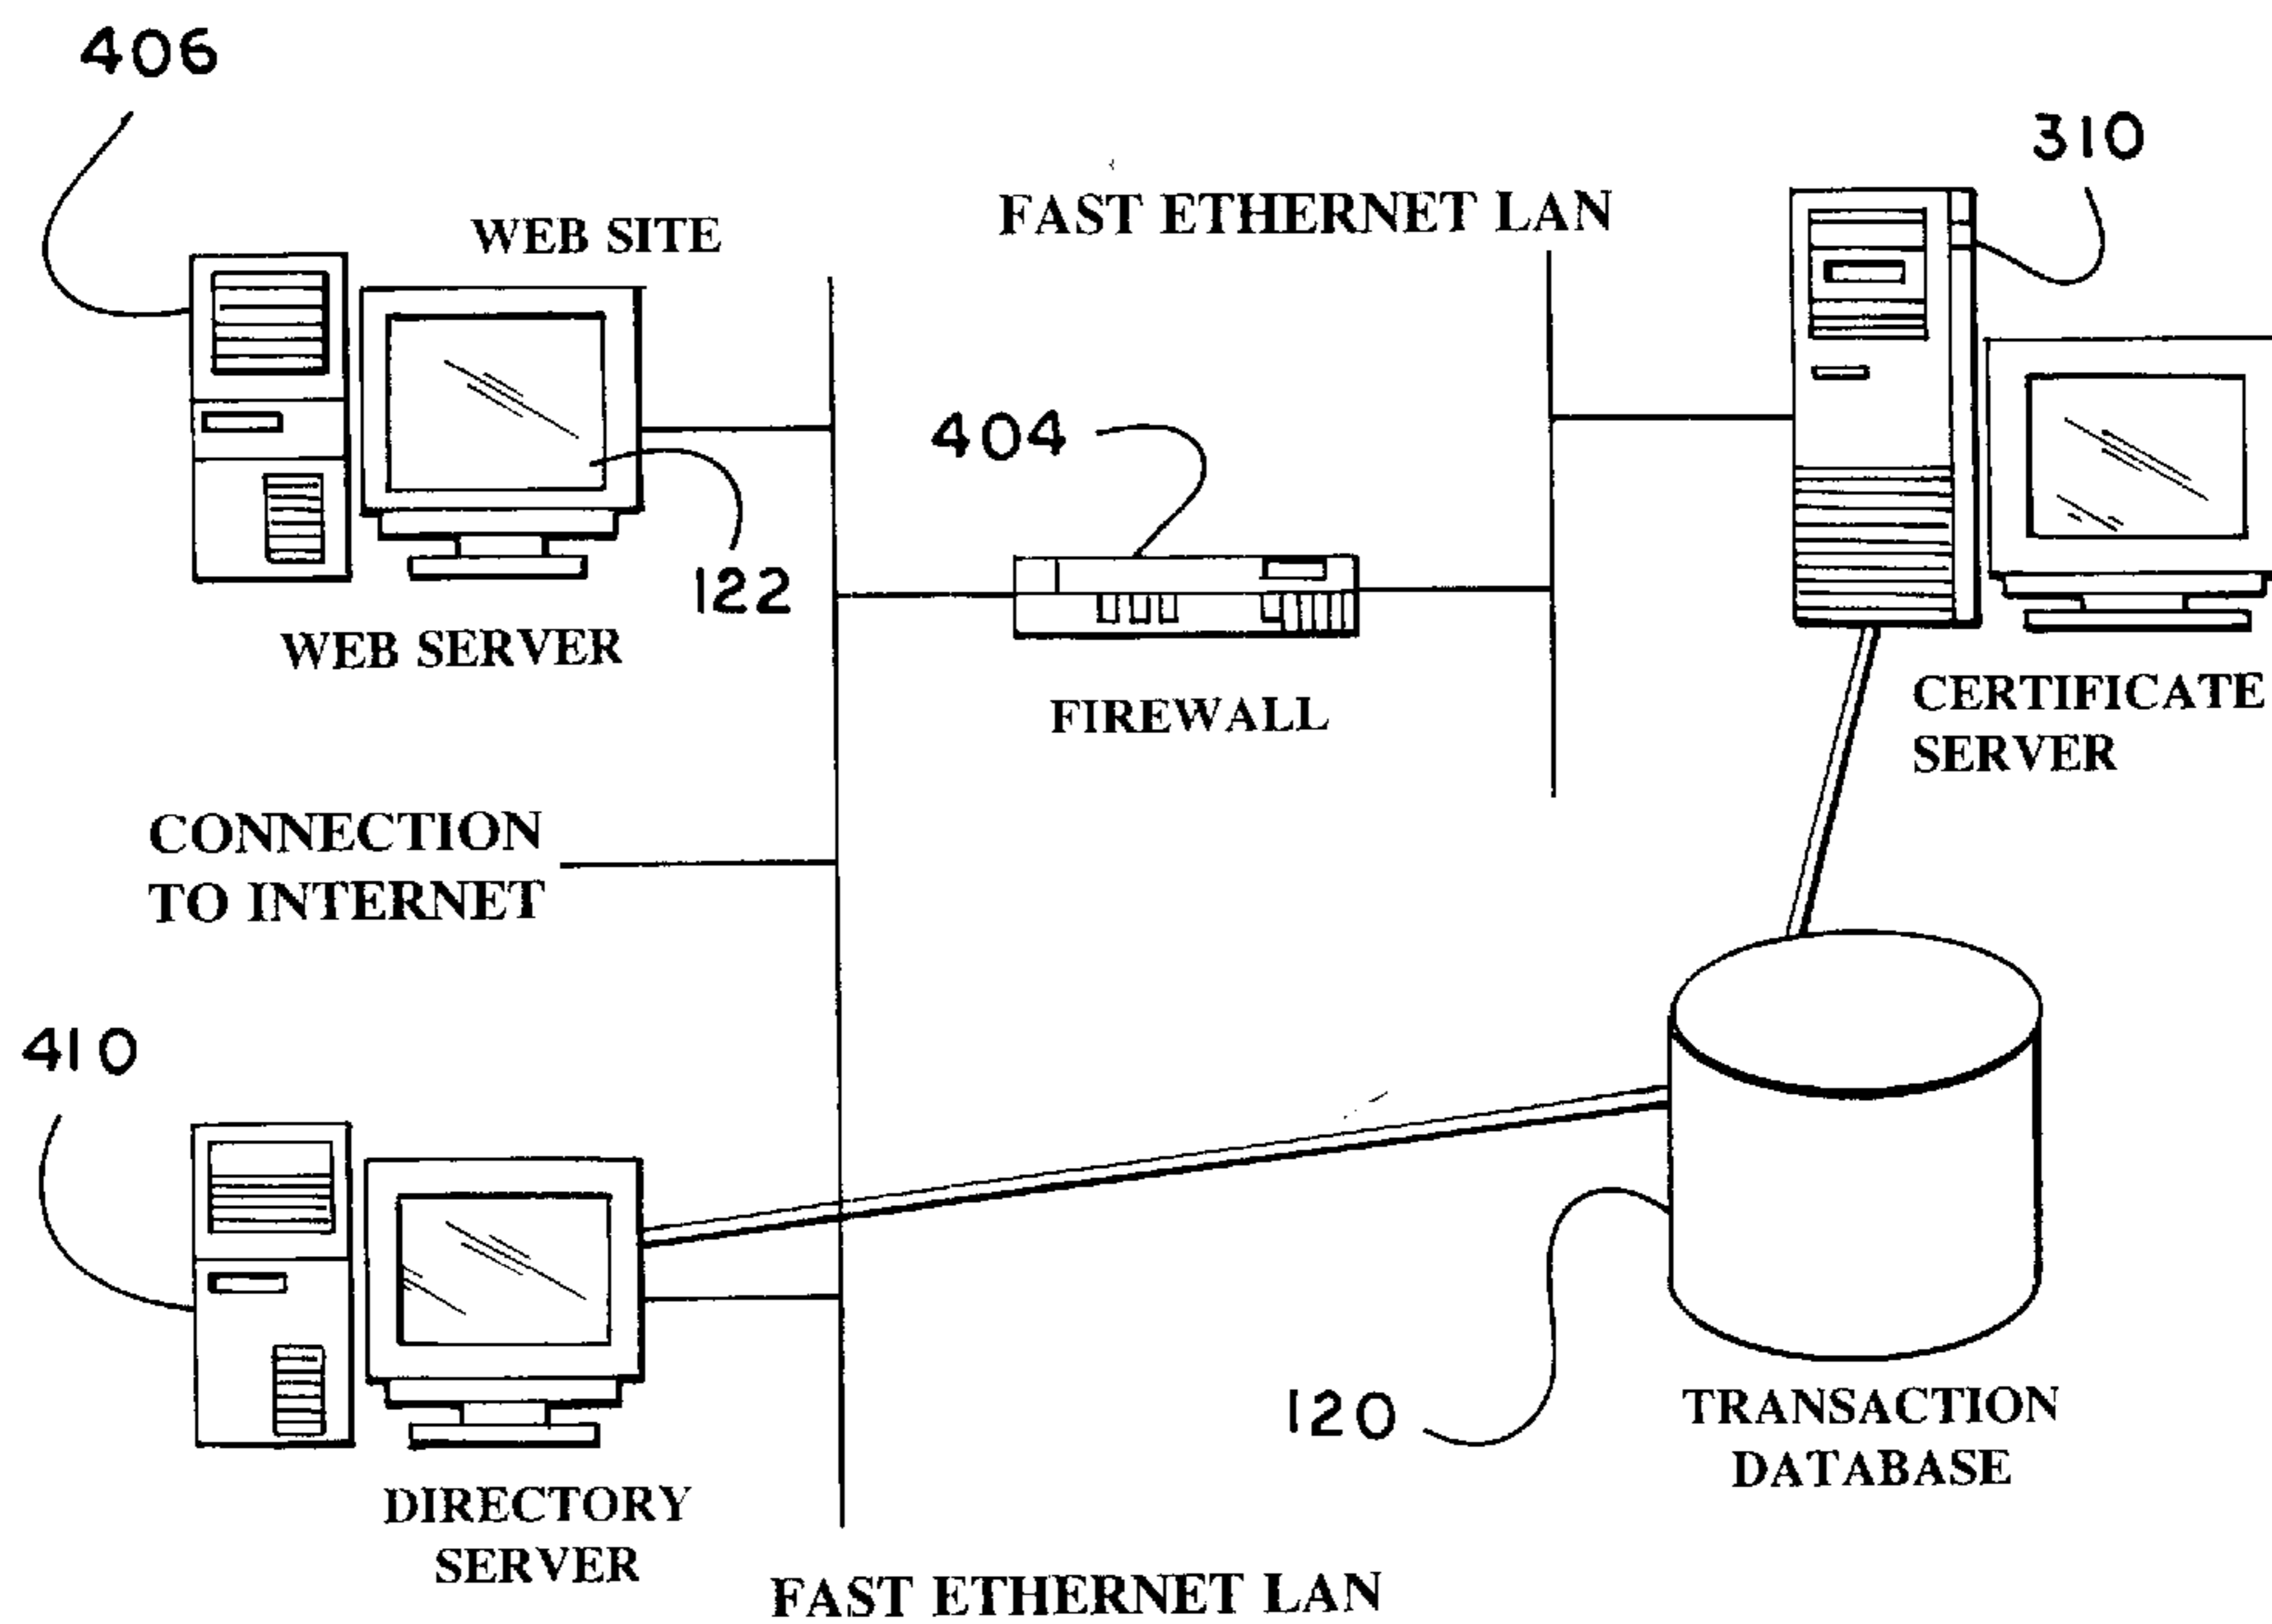 406
310
WEB SITE
FAST ETHERNET LAN
404
122
WEB SERVER
FIREWALL
CERTIFICATE
SERVER
CONNECTION
TO INTERNET
410
120
TRANSACTION
DATABASE
DIRECTORY
SERVER
FAST ETHERNET LAN